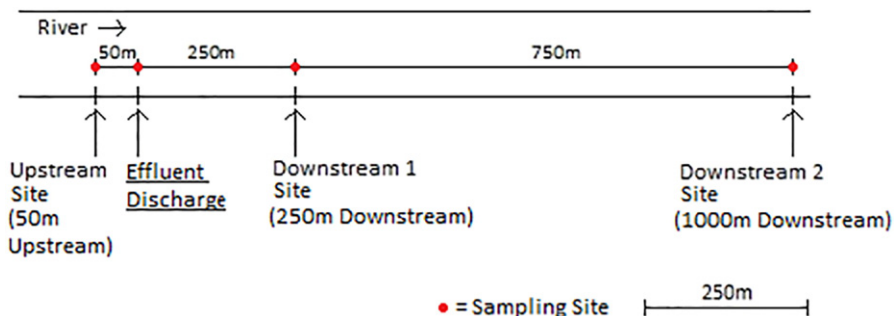 River →
50m 250m 750m
Upstream
Site
(50m
Upstream)
Effluent
Discharge
Downstream 1
Site
(250m Downstream)
Downstream 2
Site
(1000m Downstream)
= Sampling Site
250m